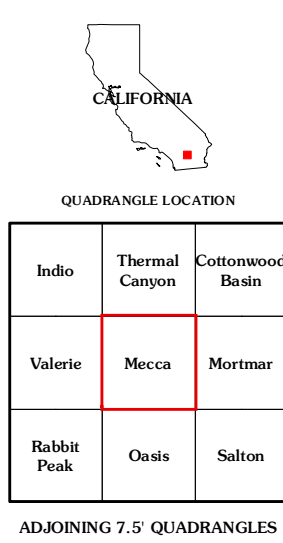 CALIFORNIA
QUADRANGLE LOCATION
Indio
Thermal
Canyon
Cottonwood
Basin
Valerie
Mecca
Mortmar
Rabbit
Peak
Oasis
Salton
ADJOINING 7.5' QUADRANGLES